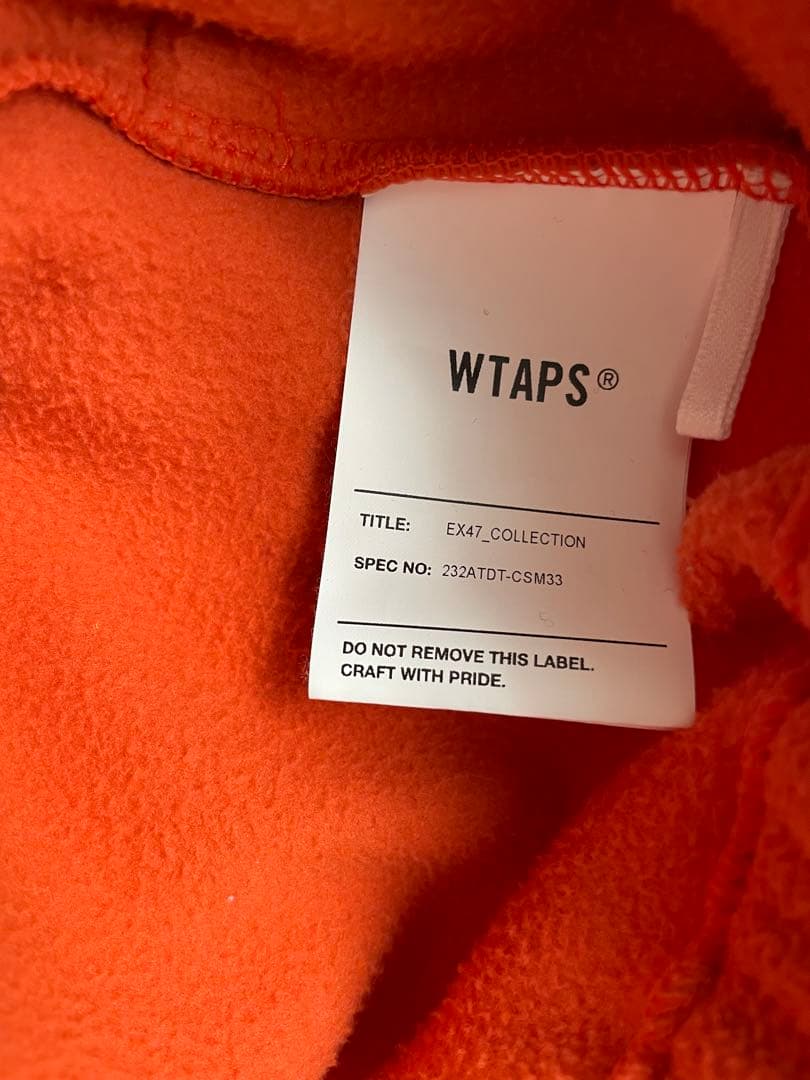 WTAPS®
TITLE: EX47_COLLECTION
SPEC NO: 232ATDT-CSM33
DO NOT REMOVE THIS LABEL.
CRAFT WITH PRIDE.